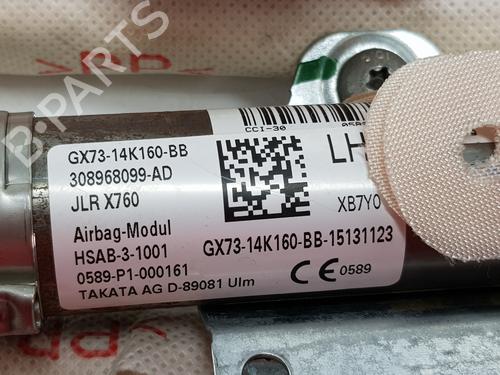 CCI-30
GX73-14K160-BB
308968099-AD
JLR X760
LH
XB7Y0
Airbag-Modul
HSAB-3-1001
GX73-14K160-BB-15131123
0589-P1-000161
CE 0589
TAKATA AG D-89081 Ulm
B-PARTS